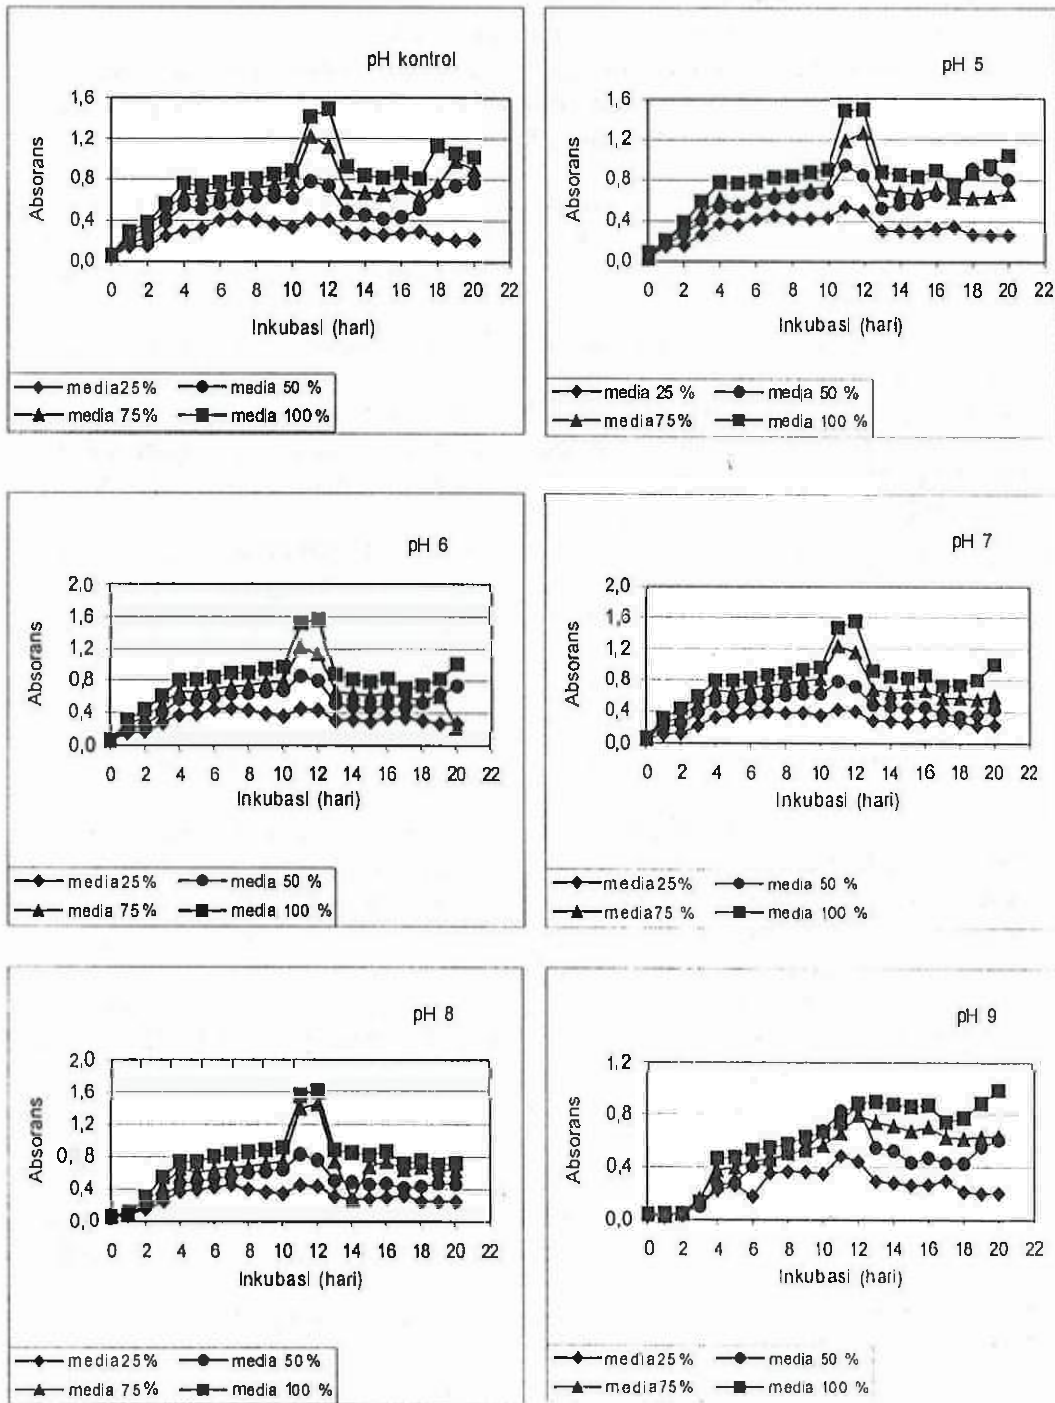 pH kontrol
1,6
1,2
0,8
0,4
0,0
Absorans
0 2 4 6 8 10 12 14 16 18 20 22
Inkubasi (hari)
media25% media 50 %
media 75% media 100%
pH 5
1,6
1,2
0,8
0,4
0,0
Absorans
0 2 4 6 8 10 12 14 16 18 20 22
Inkubasi (hari)
media 25 % media 50 %
media75% media 100 %
pH 6
2,0
1,6
1,2
0,8
0,4
0,0
Absorans
0 2 4 6 8 10 12 14 16 18 20 22
Inkubasi (hari)
media25% media 50 %
media 75% media 100 %
pH 7
2,0
1,6
1,2
0,8
0,4
0,0
Absorans
0 2 4 6 8 10 12 14 16 18 20 22
Inkubasi (hari)
media25% media 50 %
media75 % media 100 %
pH 8
2,0
1,6
1,2
0, 8
0,4
0,0
Absorans
0 2 4 6 8 10 12 14 16 18 20 22
Inkubasi (hari)
media25% media 50%
media 75% media 100 %
pH 9
1,2
0,8
0,4
0,0
Absorans
0 2 4 6 8 10 12 14 16 18 20 22
Inkubasi (hari)
media25% media 50 %
media75% media 100 %